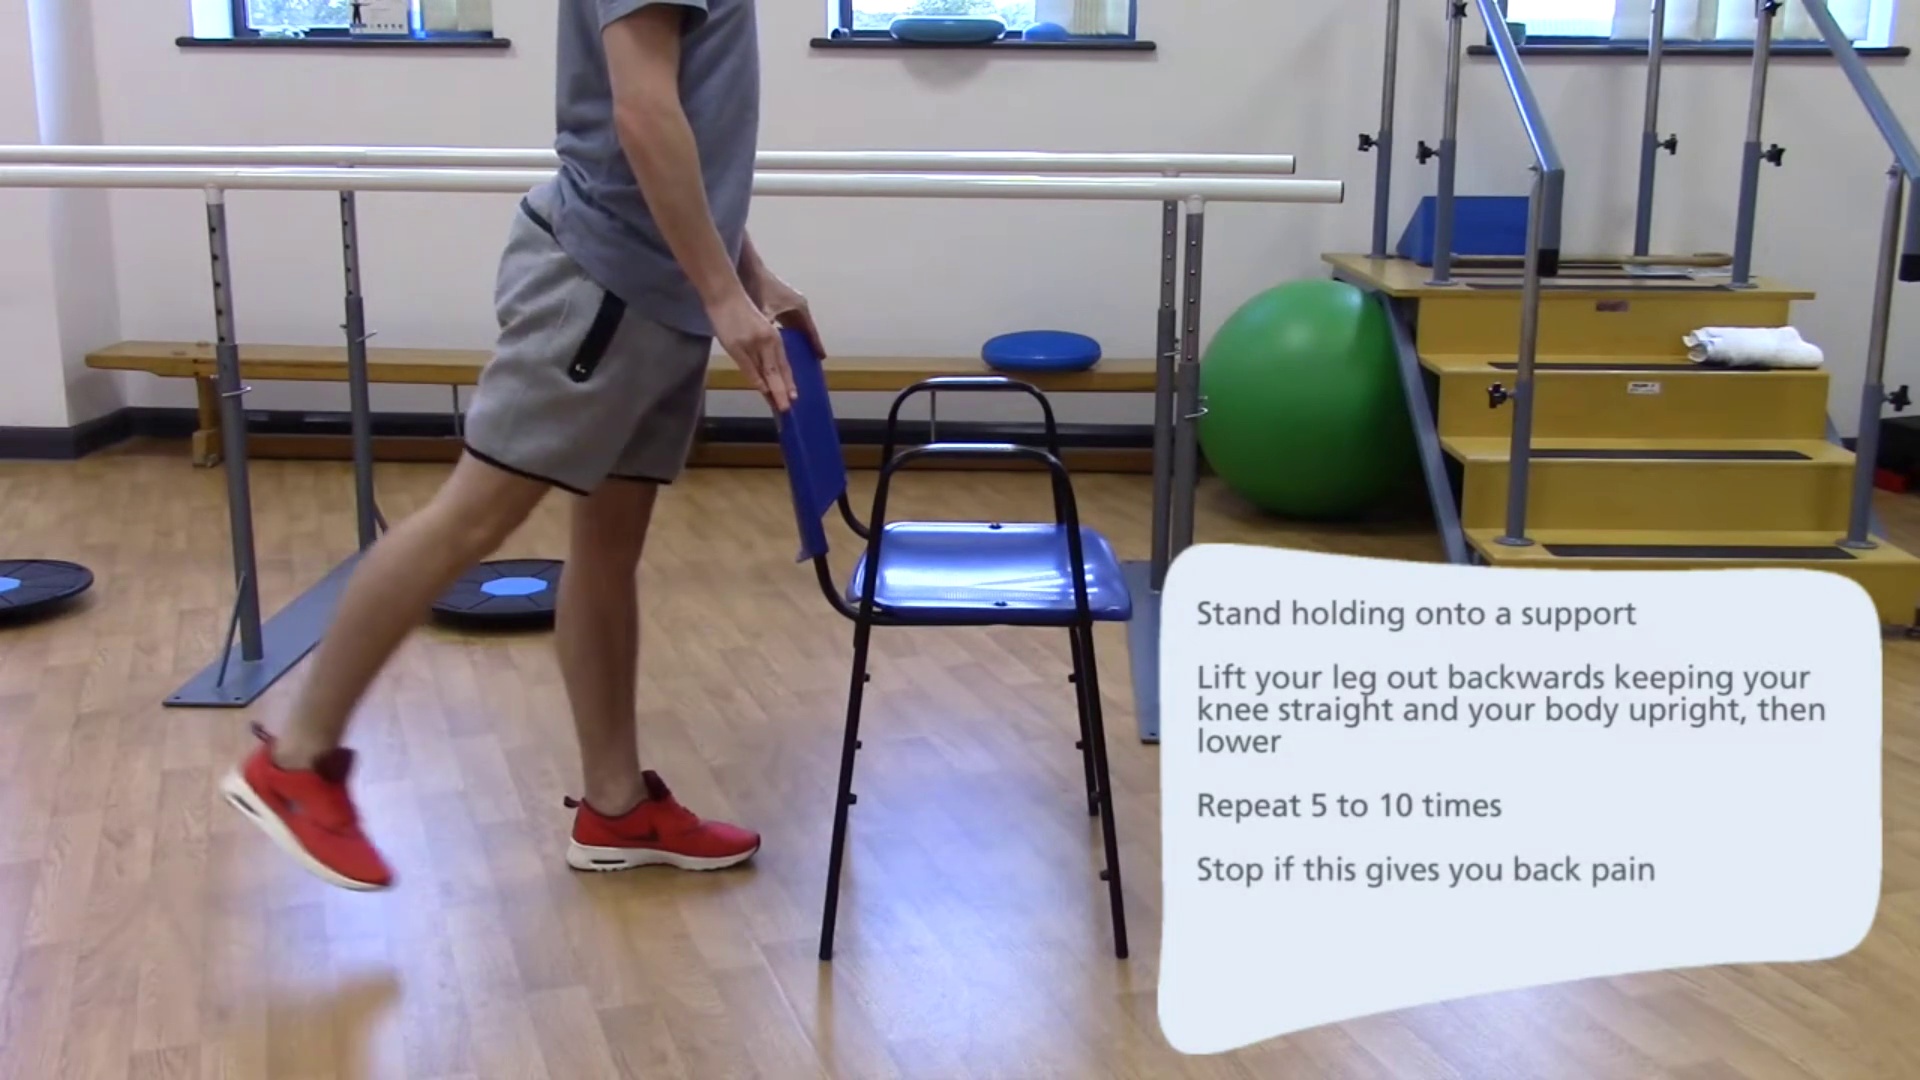 Stand holding onto a support
Lift your leg out backwards keeping your
knee straight and your body upright, then
lower
Repeat 5 to 10 times
Stop if this gives you back pain